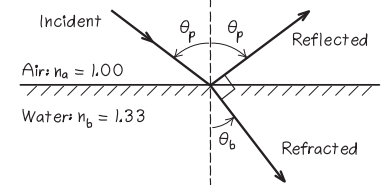 Incident
θp θp
Reflected
Air: na = 1.00
Water: nb = 1.33
θb
Refracted